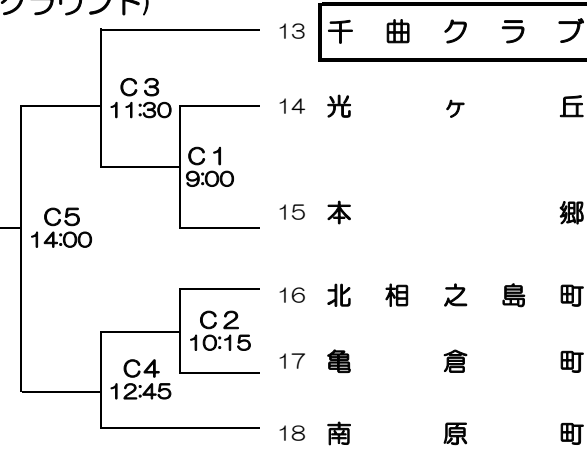 グラウンド)
13 千曲クラブ
C3
11:30
14 光ヶ丘
C1
9:00
15 本郷
C5
14:00
16 北相之島町
C2
10:15
17 亀倉町
C4
12:45
18 南原町